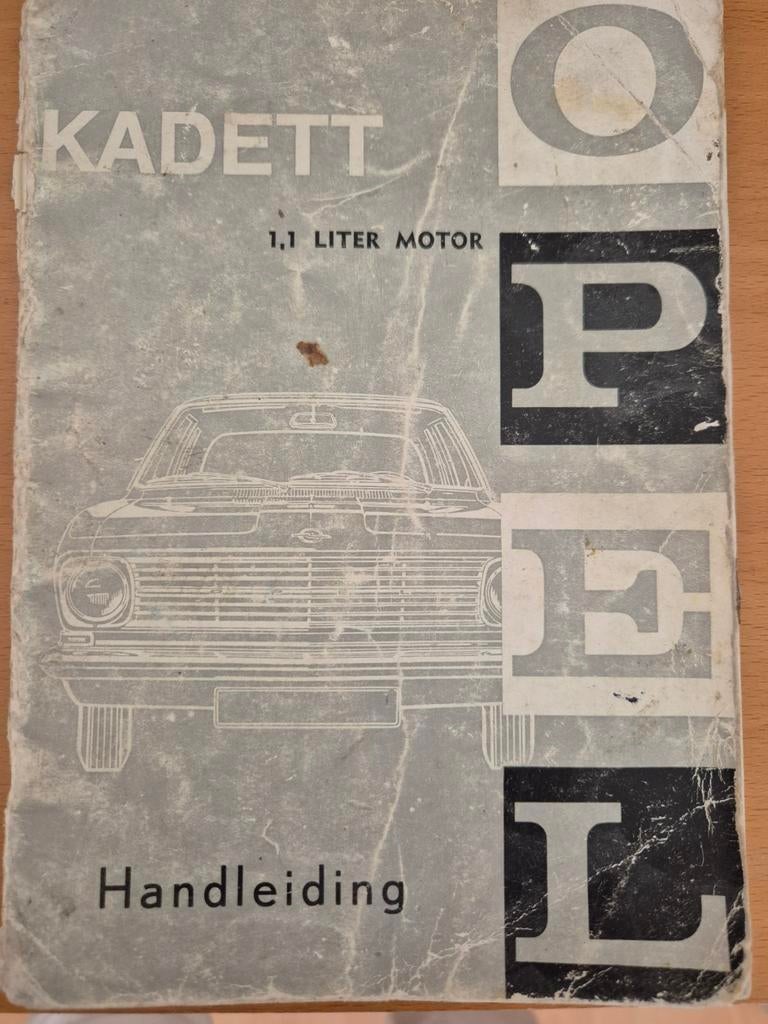 KADETT
1,1 LITER MOTOR
OPEL
Handleiding